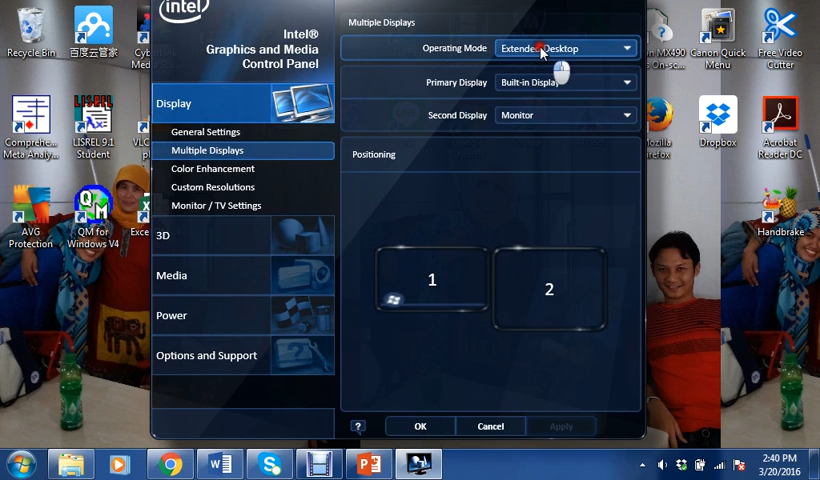 Recycle Bin
百度云管家
intel
Intel®
Graphics and Media
Control Panel
Multiple Displays
Operating Mode
Extended Desktop
Primary Display
Built-in Display
Second Display
Monitor
Display
General Settings
Multiple Displays
Color Enhancement
Custom Resolutions
Monitor / TV Settings
3D
Media
Power
Options and Support
Positioning
1
2
OK
Cancel
Apply
?
Canon Quick
Menu
Free Video
Cutter
Comprehe...
Meta Analy...
LISREL 9.1
Student
Dropbox
Acrobat
Reader DC
AVG
Protection
QM
QM for
Windows V4
Handbrake
W
S
P
2:40 PM
3/20/2016